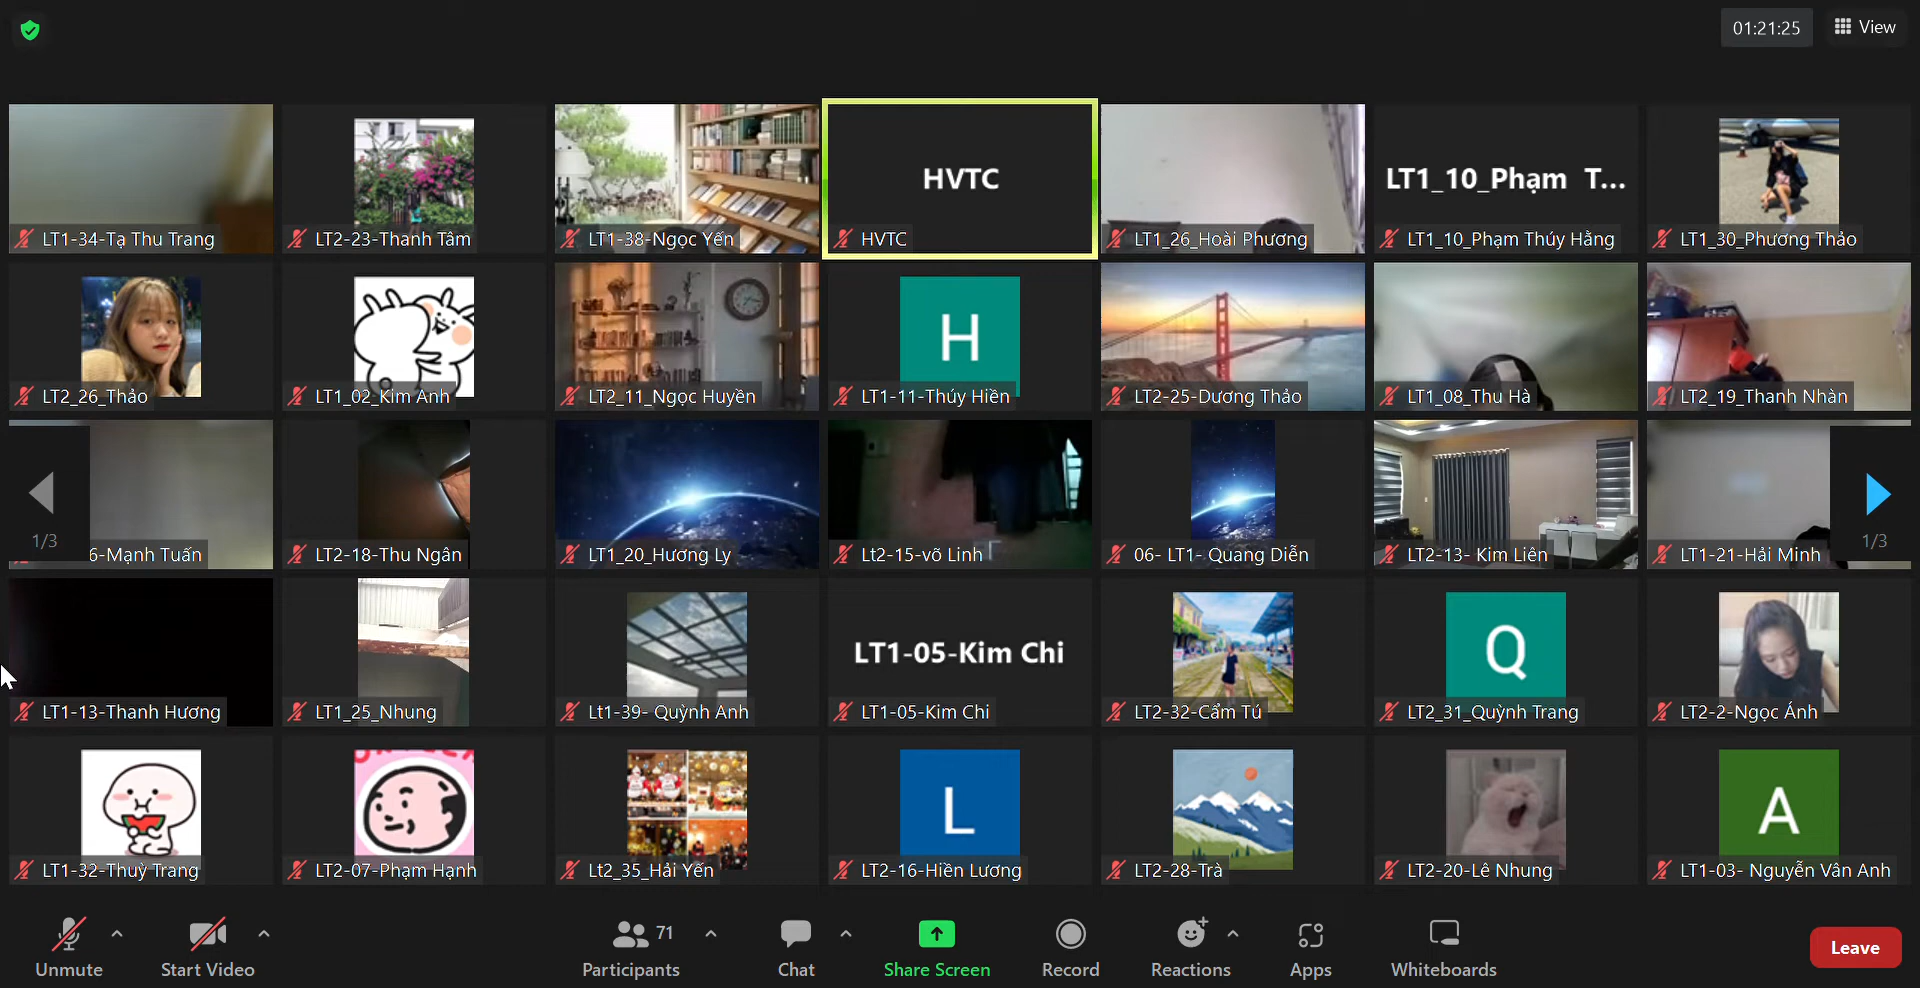 01:21:25
View
LT1-34-Tạ Thu Trang
LT2-23-Thanh Tâm
LT1-38-Ngọc Yến
HVTC
HVTC
LT1_26_Hoài Phương
LT1_10_Phạm T...
LT1_10_Phạm Thúy Hằng
LT1_30_Phương Thảo
LT2_26_Thảo
LT1_02_Kim Anh
LT2_11_Ngọc Huyền
H
LT1-11-Thúy Hiền
LT2-25-Dương Thảo
LT1_08_Thu Hà
LT2_19_Thanh Nhàn
1/3
6-Mạnh Tuấn
LT2-18-Thu Ngân
LT1_20_Hương Ly
Lt2-15-võ Linh
06- LT1- Quang Diễn
LT2-13- Kim Liên
LT1-21-Hải Minh
1/3
LT1-13-Thanh Hương
LT1_25_Nhung
Lt1-39- Quỳnh Anh
LT1-05-Kim Chi
LT1-05-Kim Chi
LT2-32-Cẩm Tú
Q
LT2_31_Quỳnh Trang
LT2-2-Ngọc Ánh
LT1-32-Thuỳ Trang
LT2-07-Phạm Hạnh
Lt2_35_Hải Yến
L
LT2-16-Hiền Lương
LT2-28-Trà
LT2-20-Lê Nhung
A
LT1-03- Nguyễn Vân Anh
Unmute
Start Video
71
Participants
Chat
Share Screen
Record
Reactions
Apps
Whiteboards
Leave